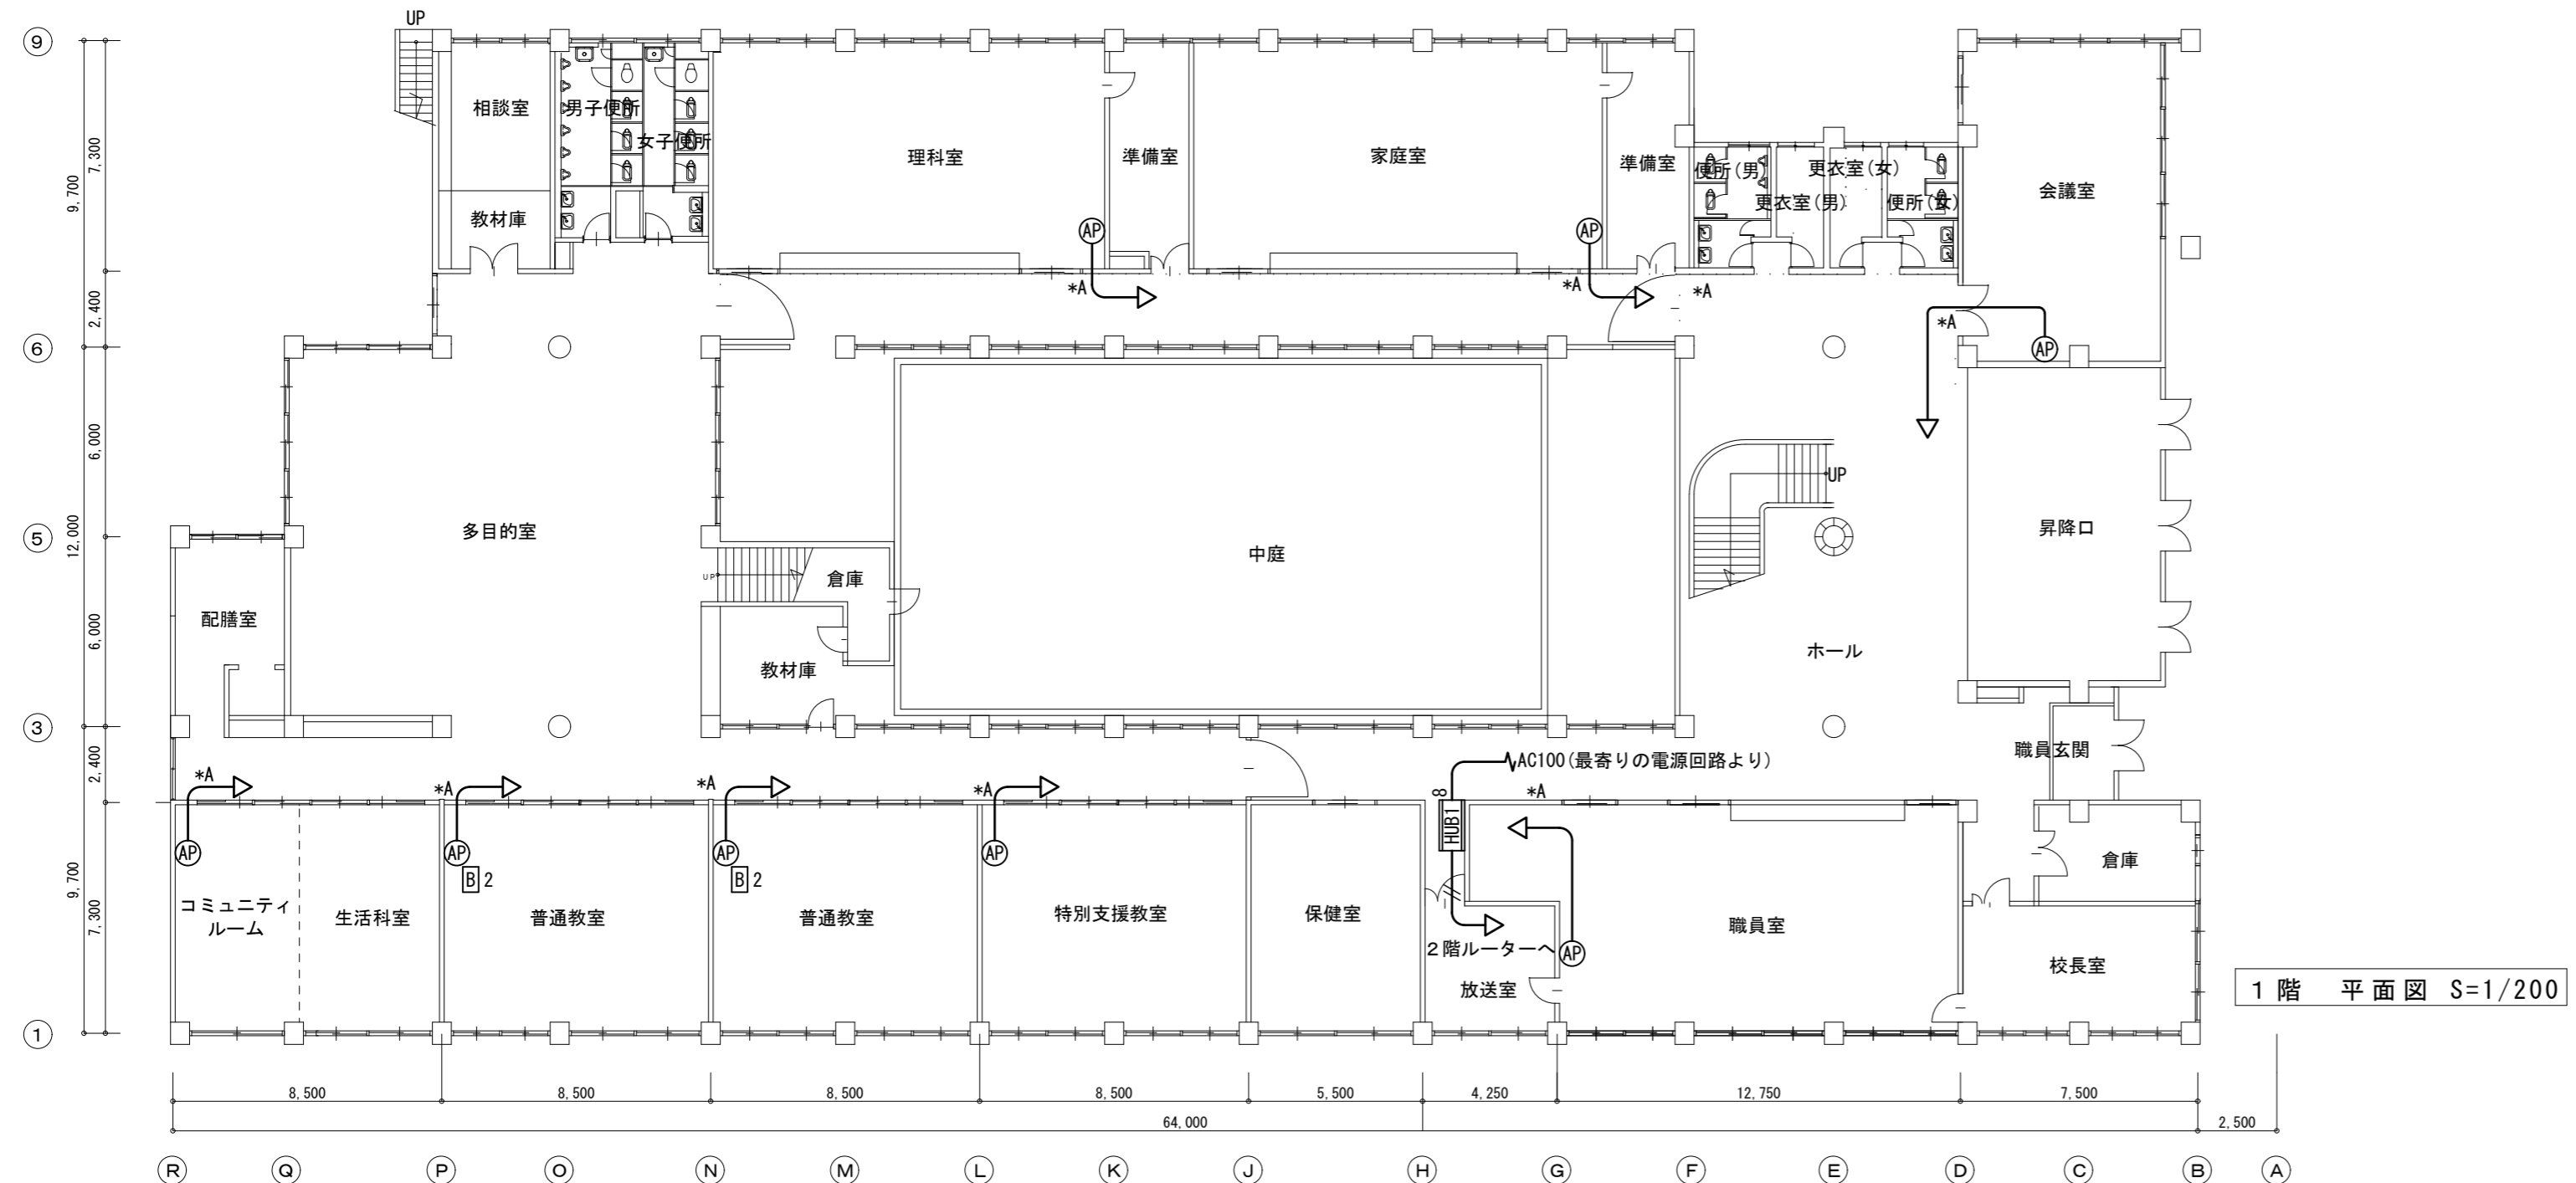 UP
9
相談室
男子便所
女子便所
理科室
準備室
家庭室
準備室
便所(男)
更衣室(女)
更衣室(男)
便所(女)
会議室
教材庫
7,300
9,700
AP
AP
*A
*A
*A
*A
AP
2,400
6
6,000
多目的室
UP
5
12,000
中庭
昇降口
UP
倉庫
配膳室
6,000
ホール
教材庫
3
2,400
職員玄関
AC100(最寄りの電源回路より)
*A
*A
*A
*A
8
HUB1
*A
AP
AP
AP
AP
B 2
B 2
倉庫
9,700
7,300
コミュニティ
ルーム
生活科室
普通教室
普通教室
特別支援教室
保健室
2階ルーターへ
AP
職員室
放送室
校長室
1階 平面図 S=1/200
1
8,500
8,500
8,500
8,500
5,500
4,250
12,750
7,500
64,000
2,500
R
Q
P
O
N
M
L
K
J
H
G
F
E
D
C
B
A